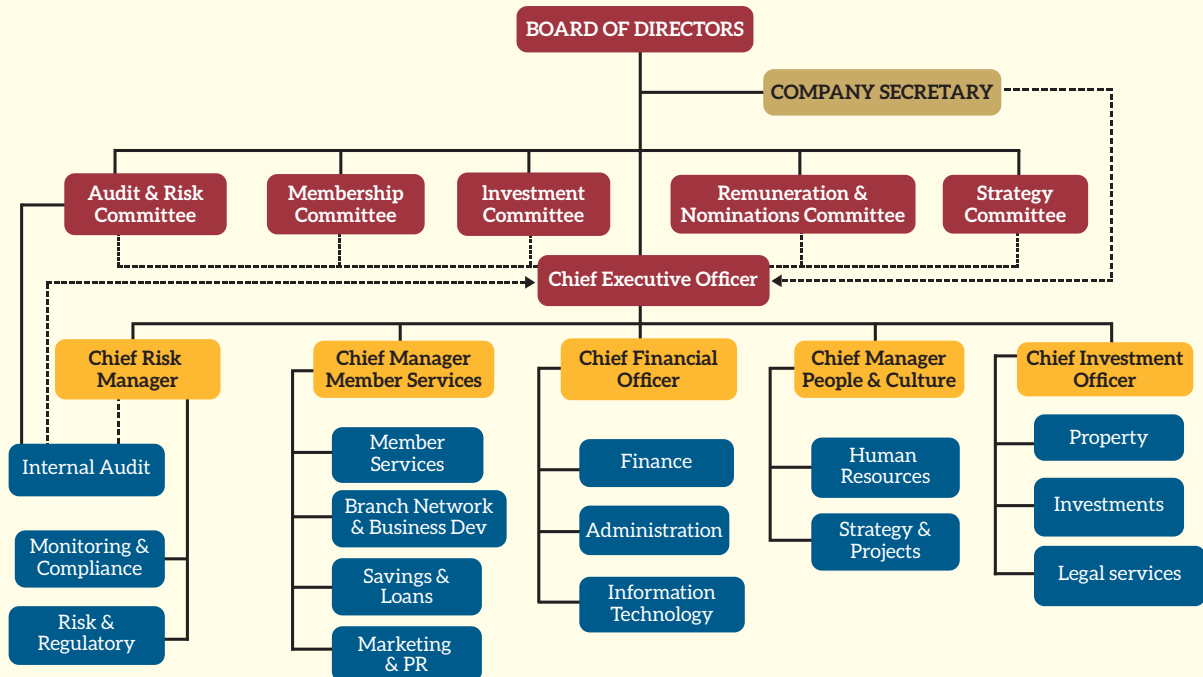 BOARD OF DIRECTORS
COMPANY SECRETARY
Audit & Risk
Committee
Membership
Committee
Investment
Committee
Remuneration &
Nominations Committee
Strategy
Committee
Chief Executive Officer
Chief Risk
Manager
Chief Manager
Member Services
Chief Financial
Officer
Chief Manager
People & Culture
Chief Investment
Officer
Internal Audit
Monitoring &
Compliance
Risk &
Regulatory
Member
Services
Branch Network
& Business Dev
Savings &
Loans
Marketing
& PR
Finance
Administration
Information
Technology
Human
Resources
Strategy &
Projects
Property
Investments
Legal services